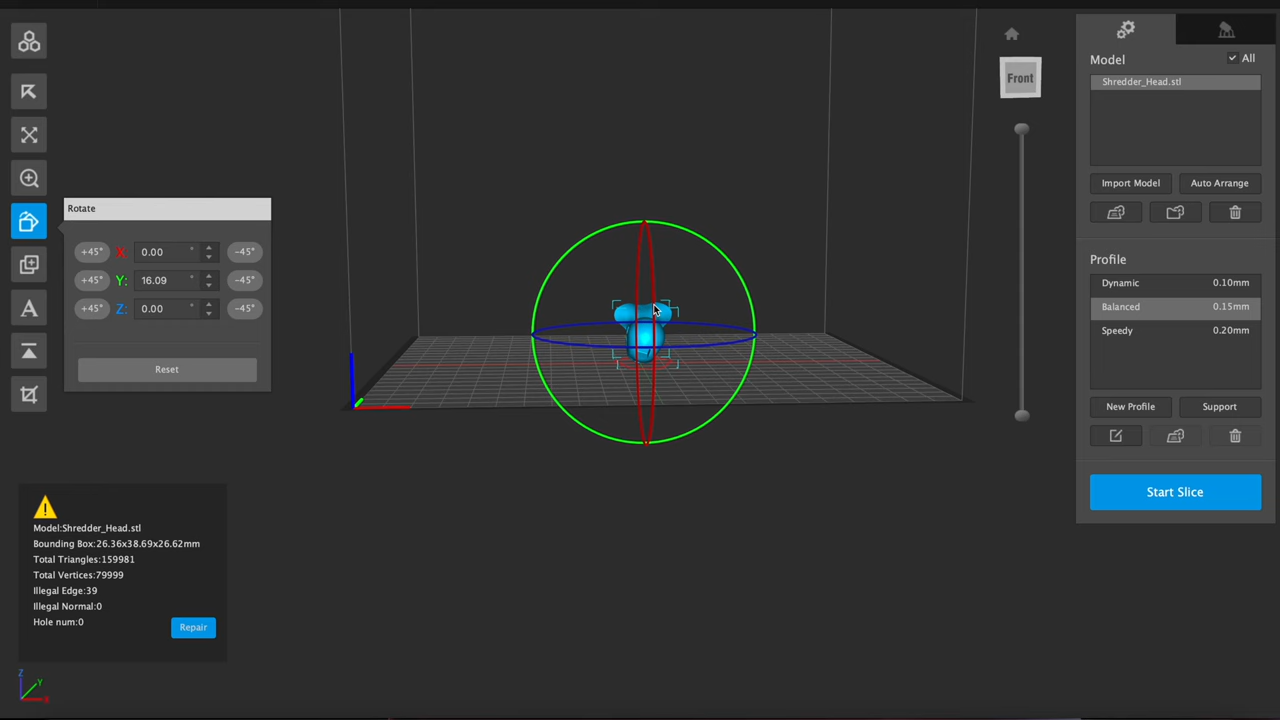 Front
Model
All
Shredder_Head.stl
Import Model
Auto Arrange
Rotate
+45° X: 0.00 ° -45°
+45° Y: 16.09 -45°
+45° Z: 0.00 ° -45°
Reset
Profile
Dynamic 0.10mm
Balanced 0.15mm
Speedy 0.20mm
New Profile
Support
Start Slice
Model:Shredder_Head.stl
Bounding Box:26.36x38.69x26.62mm
Total Triangles:159981
Total Vertices:79999
Illegal Edge:39
Illegal Normal:0
Hole num:0
Repair
Z
Y
X